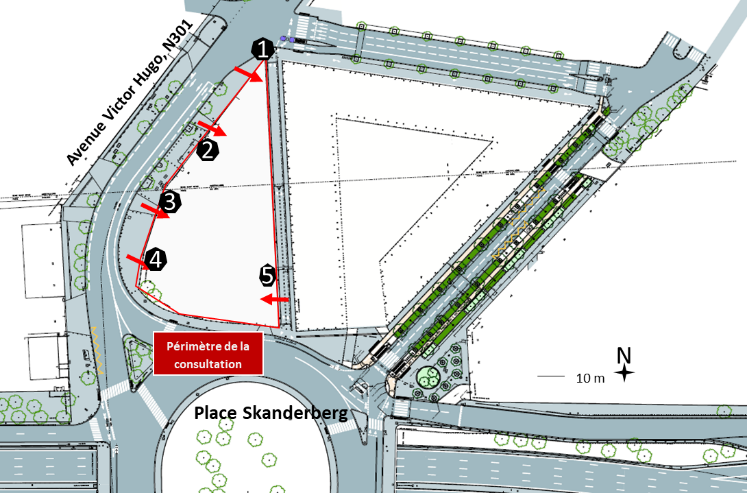 Avenue Victor Hugo, N301
1
2
3
4
5
Périmètre de la
consultation
Place Skanderberg
N
10 m